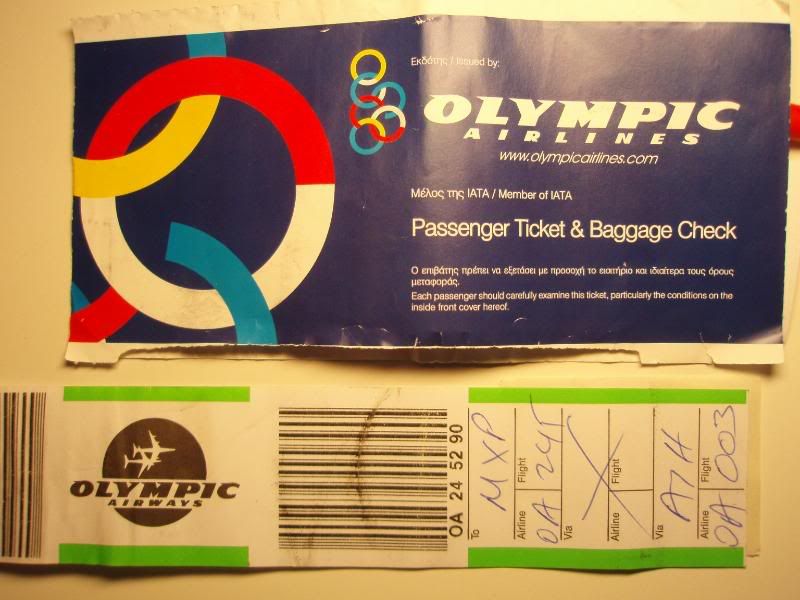 Εκδότης / Issued by:
OLYMPIC
AIRLINES
www.olympicairlines.com
Μέλος της IATA / Member of IATA
Passenger Ticket & Baggage Check
Ο επιβάτης πρέπει να εξετάσει με προσοχή το εισιτήριο και ιδιαίτερα τους όρους
μεταφοράς.
Each passenger should carefully examine this ticket, particularly the conditions on the
inside front cover hereof.
OLYMPIC
AIRWAYS
OA 24 52 90
To MXP
Airline Flight
OA 245
Via
Airline Flight
Via ATH
Airline Flight
OA 003